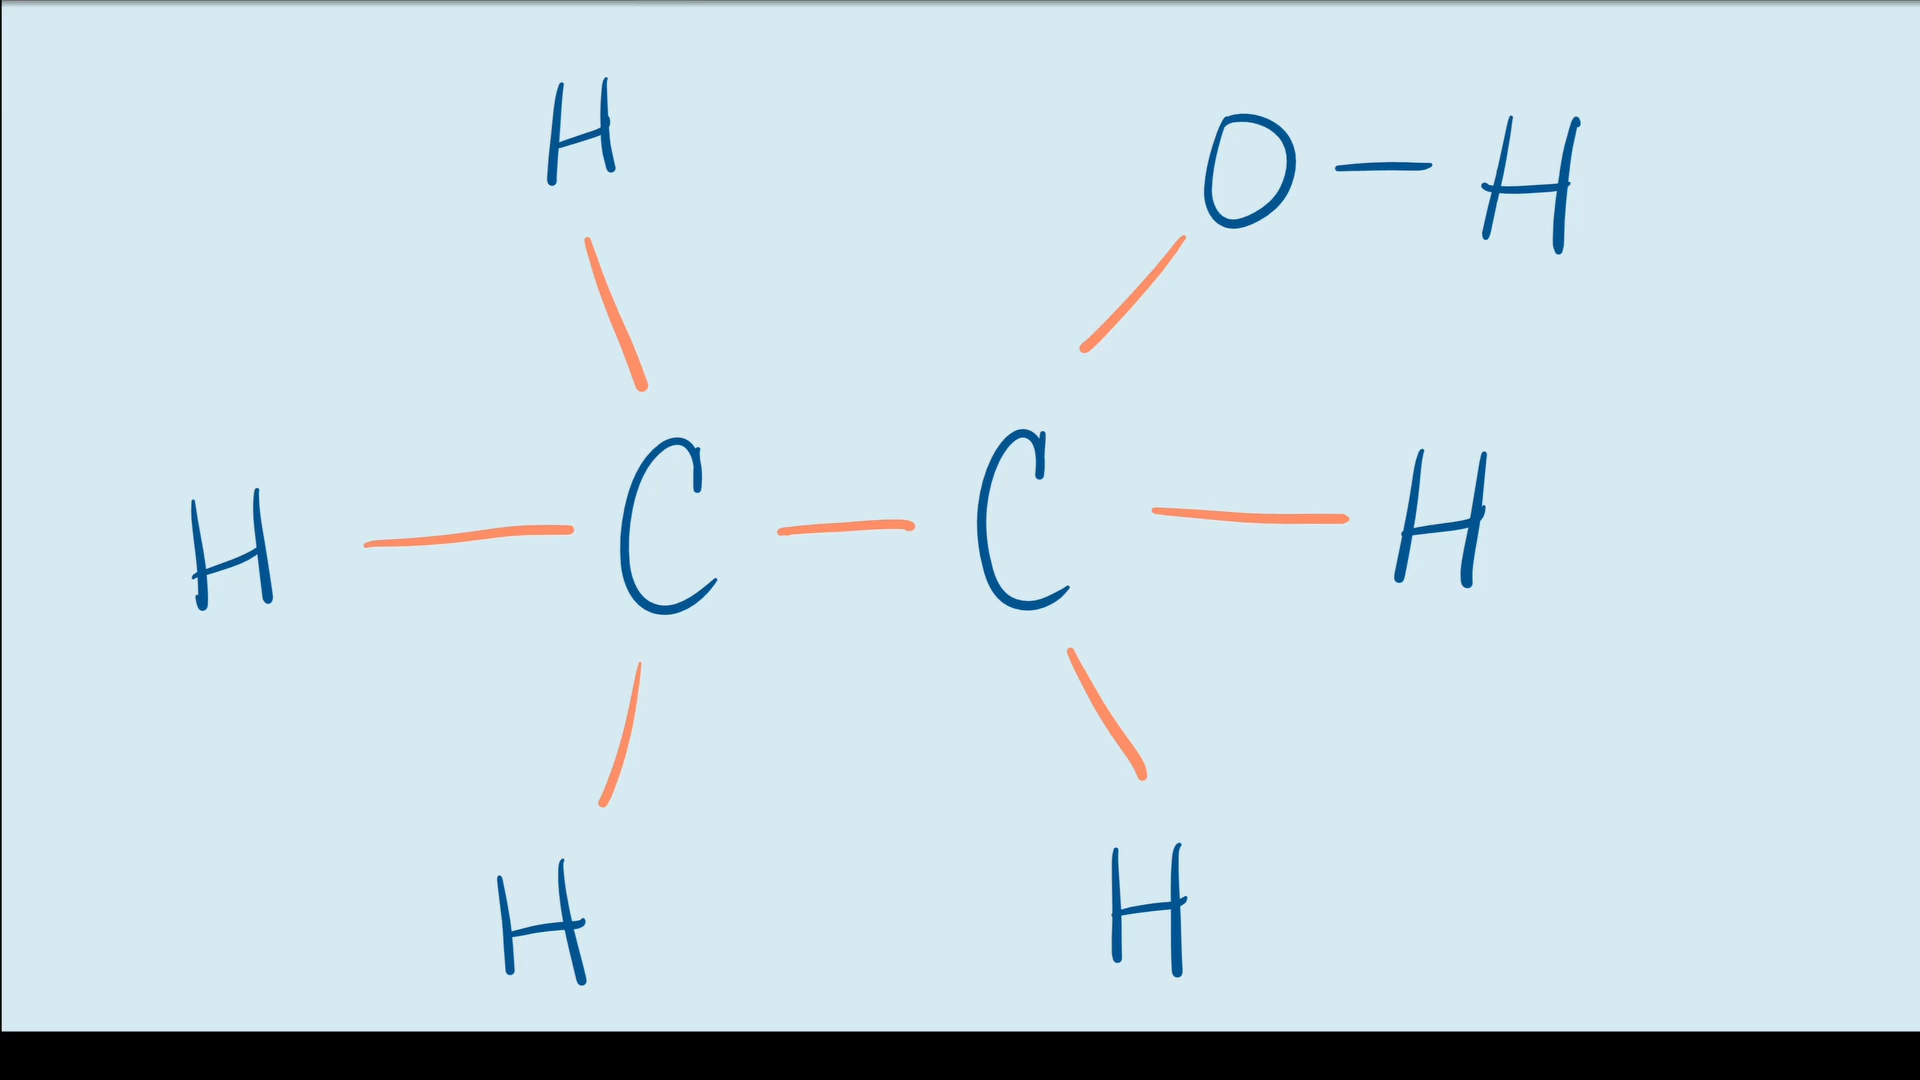 H
O — H
H — C — C — H
H
H